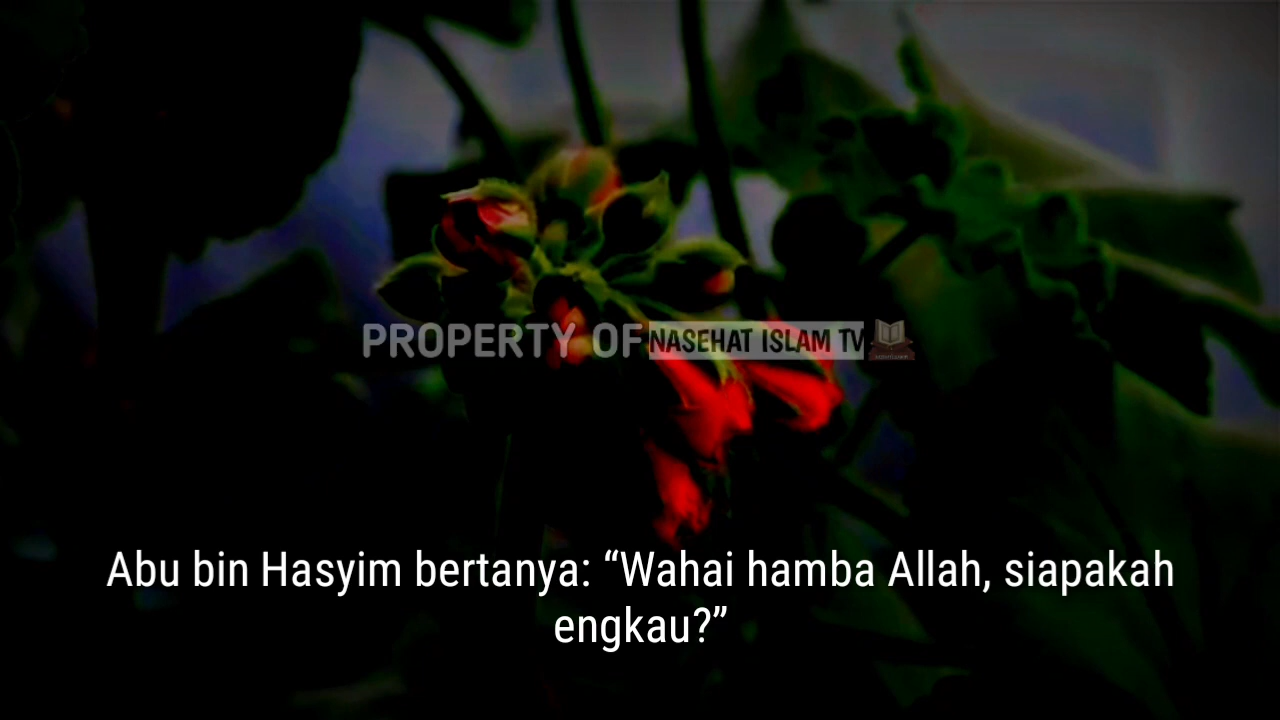 PROPERTY OF NASEHAT ISLAM TV
Abu bin Hasyim bertanya: “Wahai hamba Allah, siapakah
engkau?”